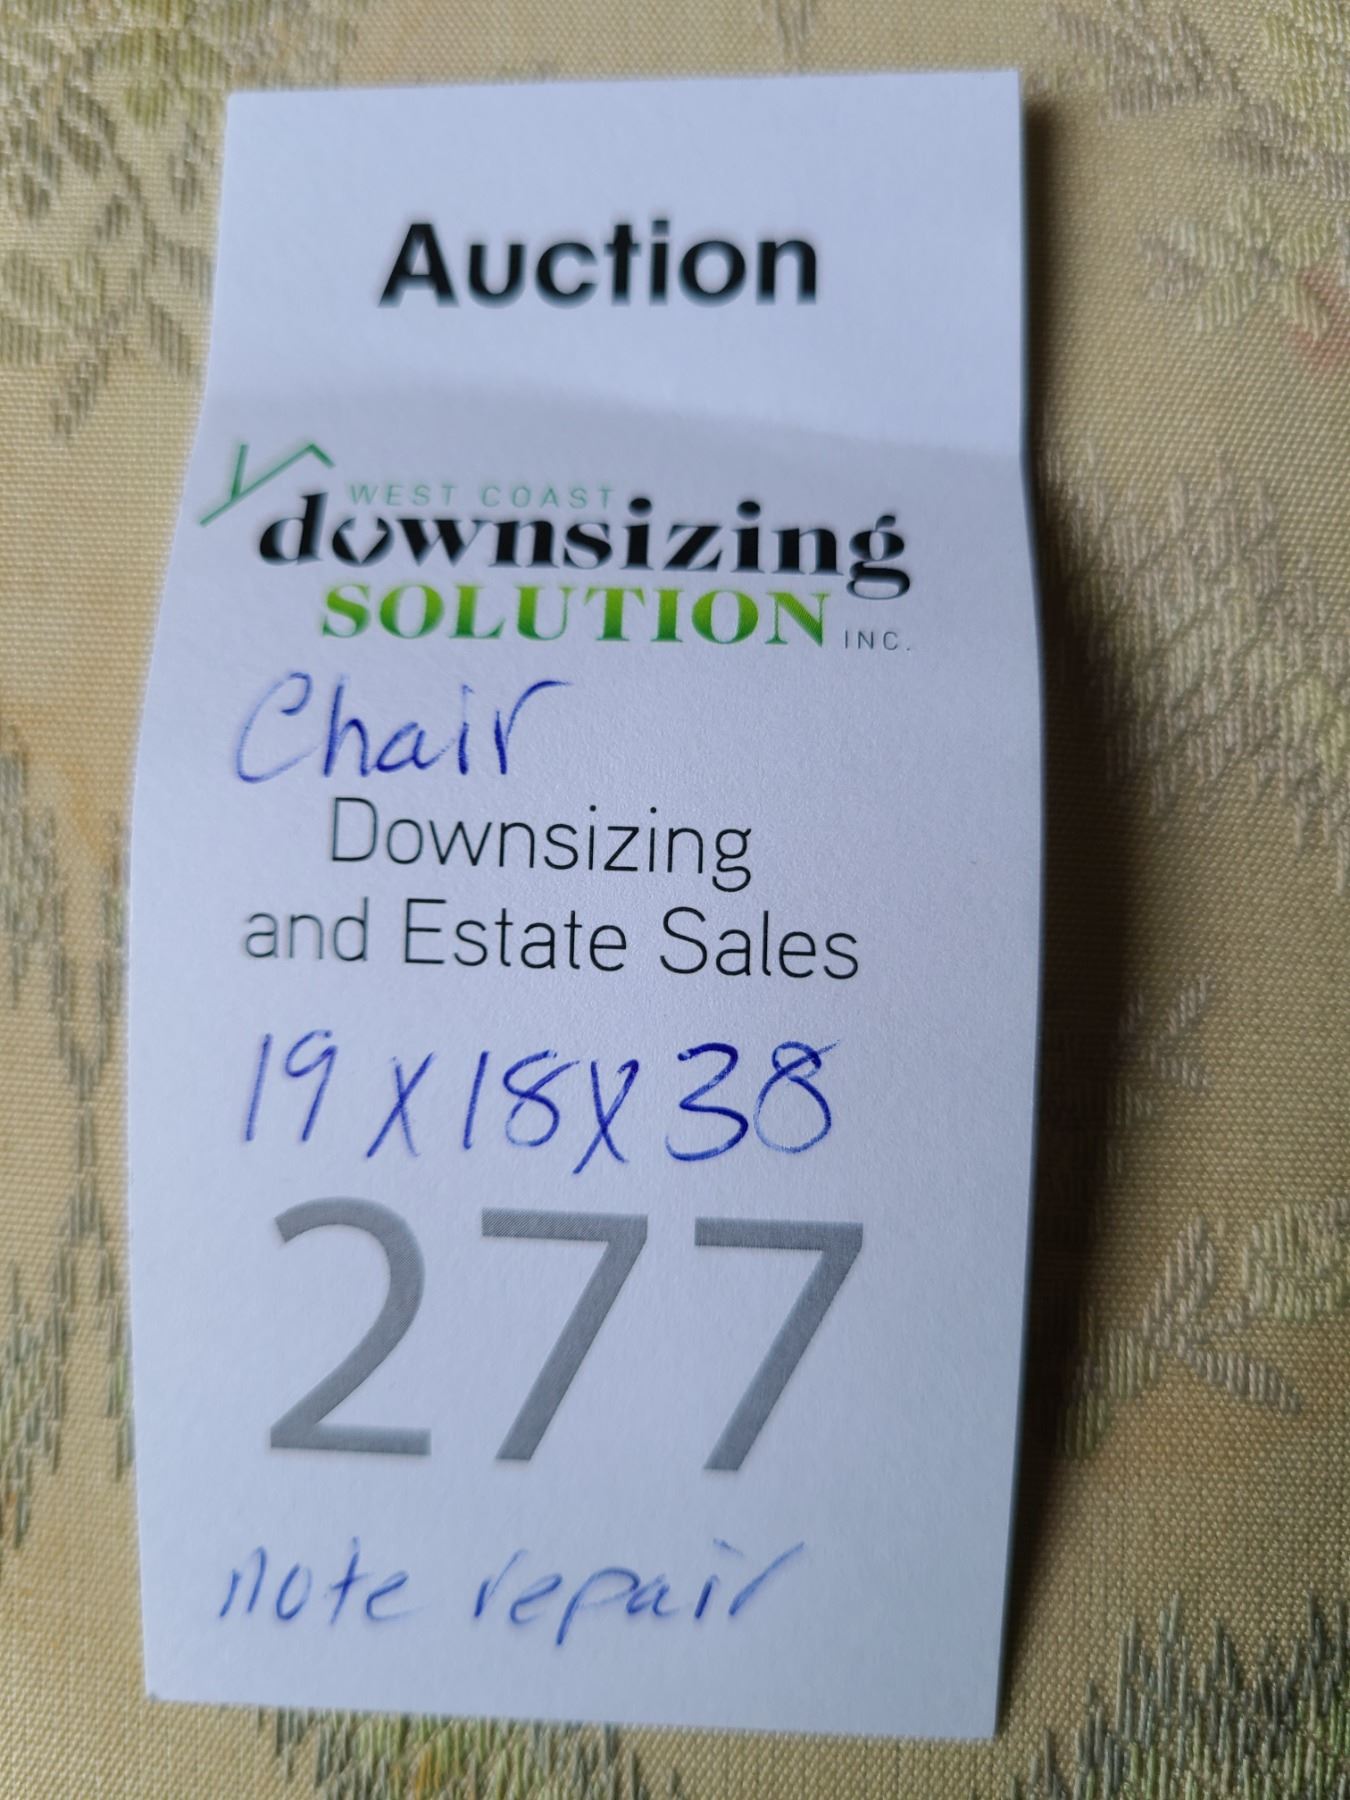 Auction
WEST COAST
downsizing
SOLUTION INC.
Chair
Downsizing
and Estate Sales
19 x 18 x 38
277
note repair